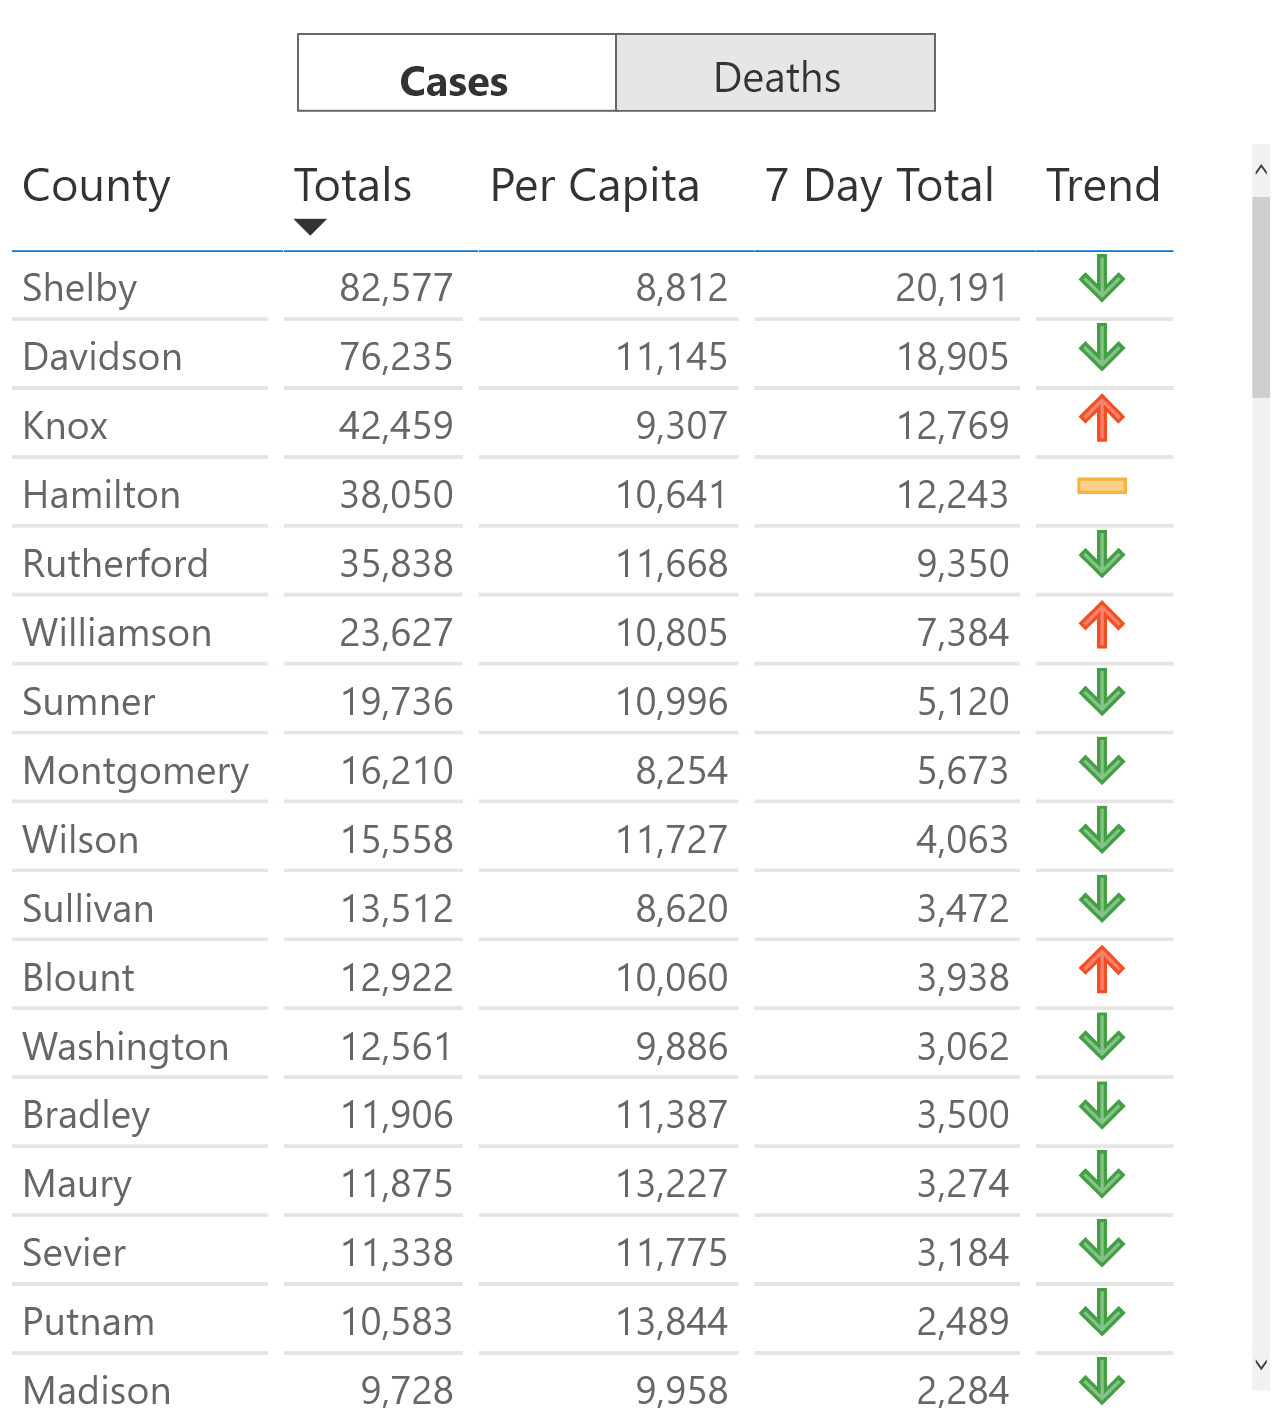 Cases Deaths
County Totals Per Capita 7 Day Total Trend
Shelby 82,577 8,812 20,191
Davidson 76,235 11,145 18,905
Knox 42,459 9,307 12,769
Hamilton 38,050 10,641 12,243
Rutherford 35,838 11,668 9,350
Williamson 23,627 10,805 7,384
Sumner 19,736 10,996 5,120
Montgomery 16,210 8,254 5,673
Wilson 15,558 11,727 4,063
Sullivan 13,512 8,620 3,472
Blount 12,922 10,060 3,938
Washington 12,561 9,886 3,062
Bradley 11,906 11,387 3,500
Maury 11,875 13,227 3,274
Sevier 11,338 11,775 3,184
Putnam 10,583 13,844 2,489
Madison 9,728 9,958 2,284